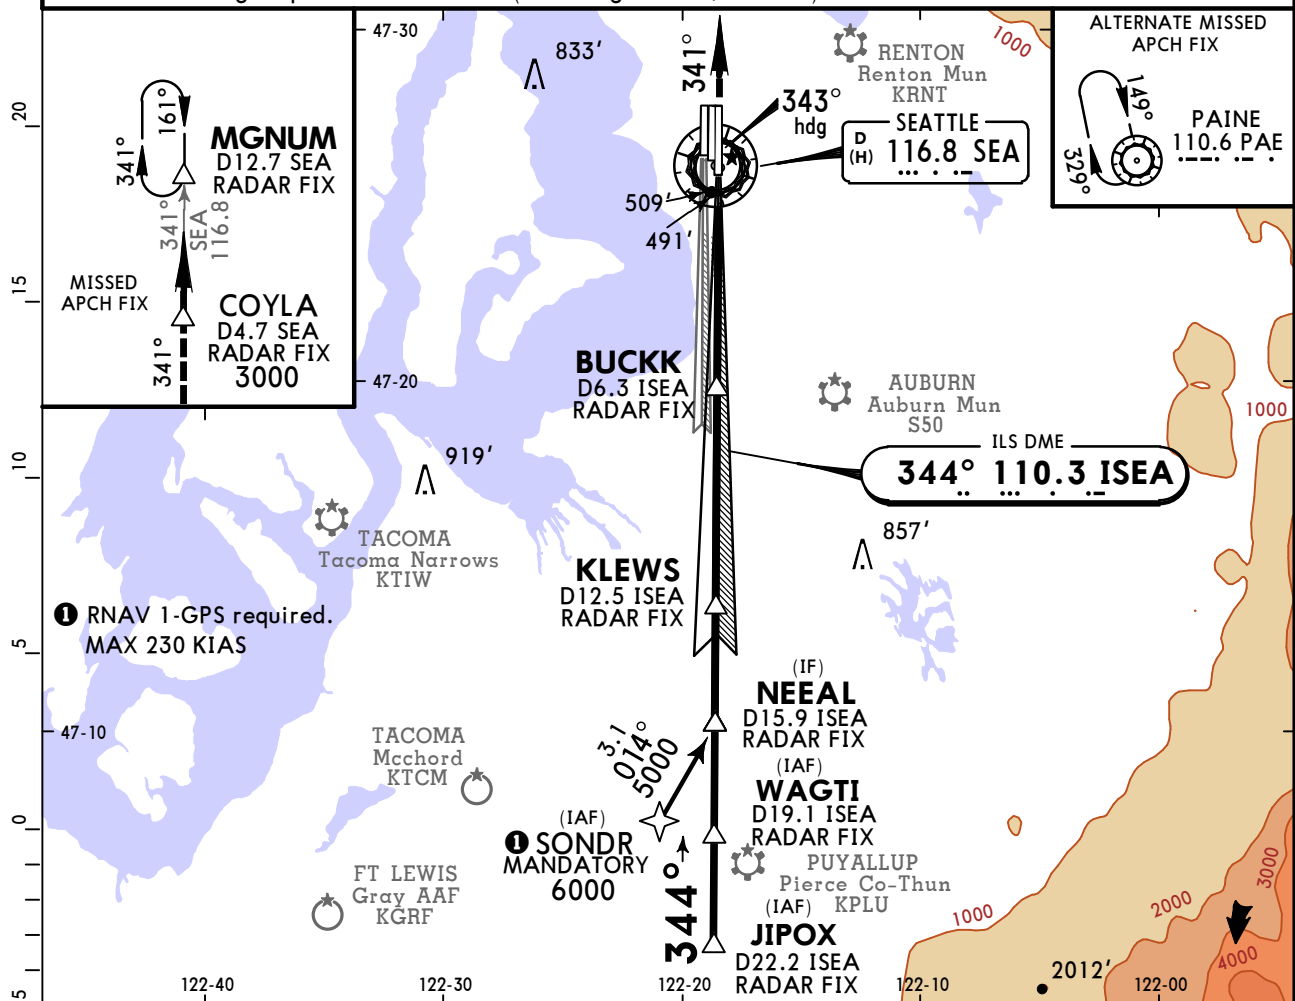 47-30
833'
341°
343°
hdg
RENTON
Renton Mun
KRNT
1000
ALTERNATE MISSED
APCH FIX
149°
329°
PAINE
110.6 PAE
SEATTLE
D
(H) 116.8 SEA
20
161°
341°
MGNUM
D12.7 SEA
RADAR FIX
341°
SEA
116.8
MISSED
APCH FIX
COYLA
D4.7 SEA
RADAR FIX
3000
341°
509'
491'
15
47-20
BUCKK
D6.3 ISEA
RADAR FIX
AUBURN
Auburn Mun
S50
1000
ILS DME
344° 110.3 ISEA
10
919'
857'
TACOMA
Tacoma Narrows
KTIW
KLEWS
D12.5 ISEA
RADAR FIX
1 RNAV 1-GPS required.
MAX 230 KIAS
5
(IF)
NEEAL
D15.9 ISEA
RADAR FIX
47-10
TACOMA
Mcchord
KTCM
3.1
014°
5000
(IAF)
WAGTI
D19.1 ISEA
RADAR FIX
0
(IAF)
1 SONDR
MANDATORY
6000
344°
PUYALLUP
Pierce Co-Thun
KPLU
FT LEWIS
Gray AAF
KGRF
(IAF)
JIPOX
D22.2 ISEA
RADAR FIX
1000
2000
3000
4000
2012'
5
122-40
122-30
122-20
122-10
122-00